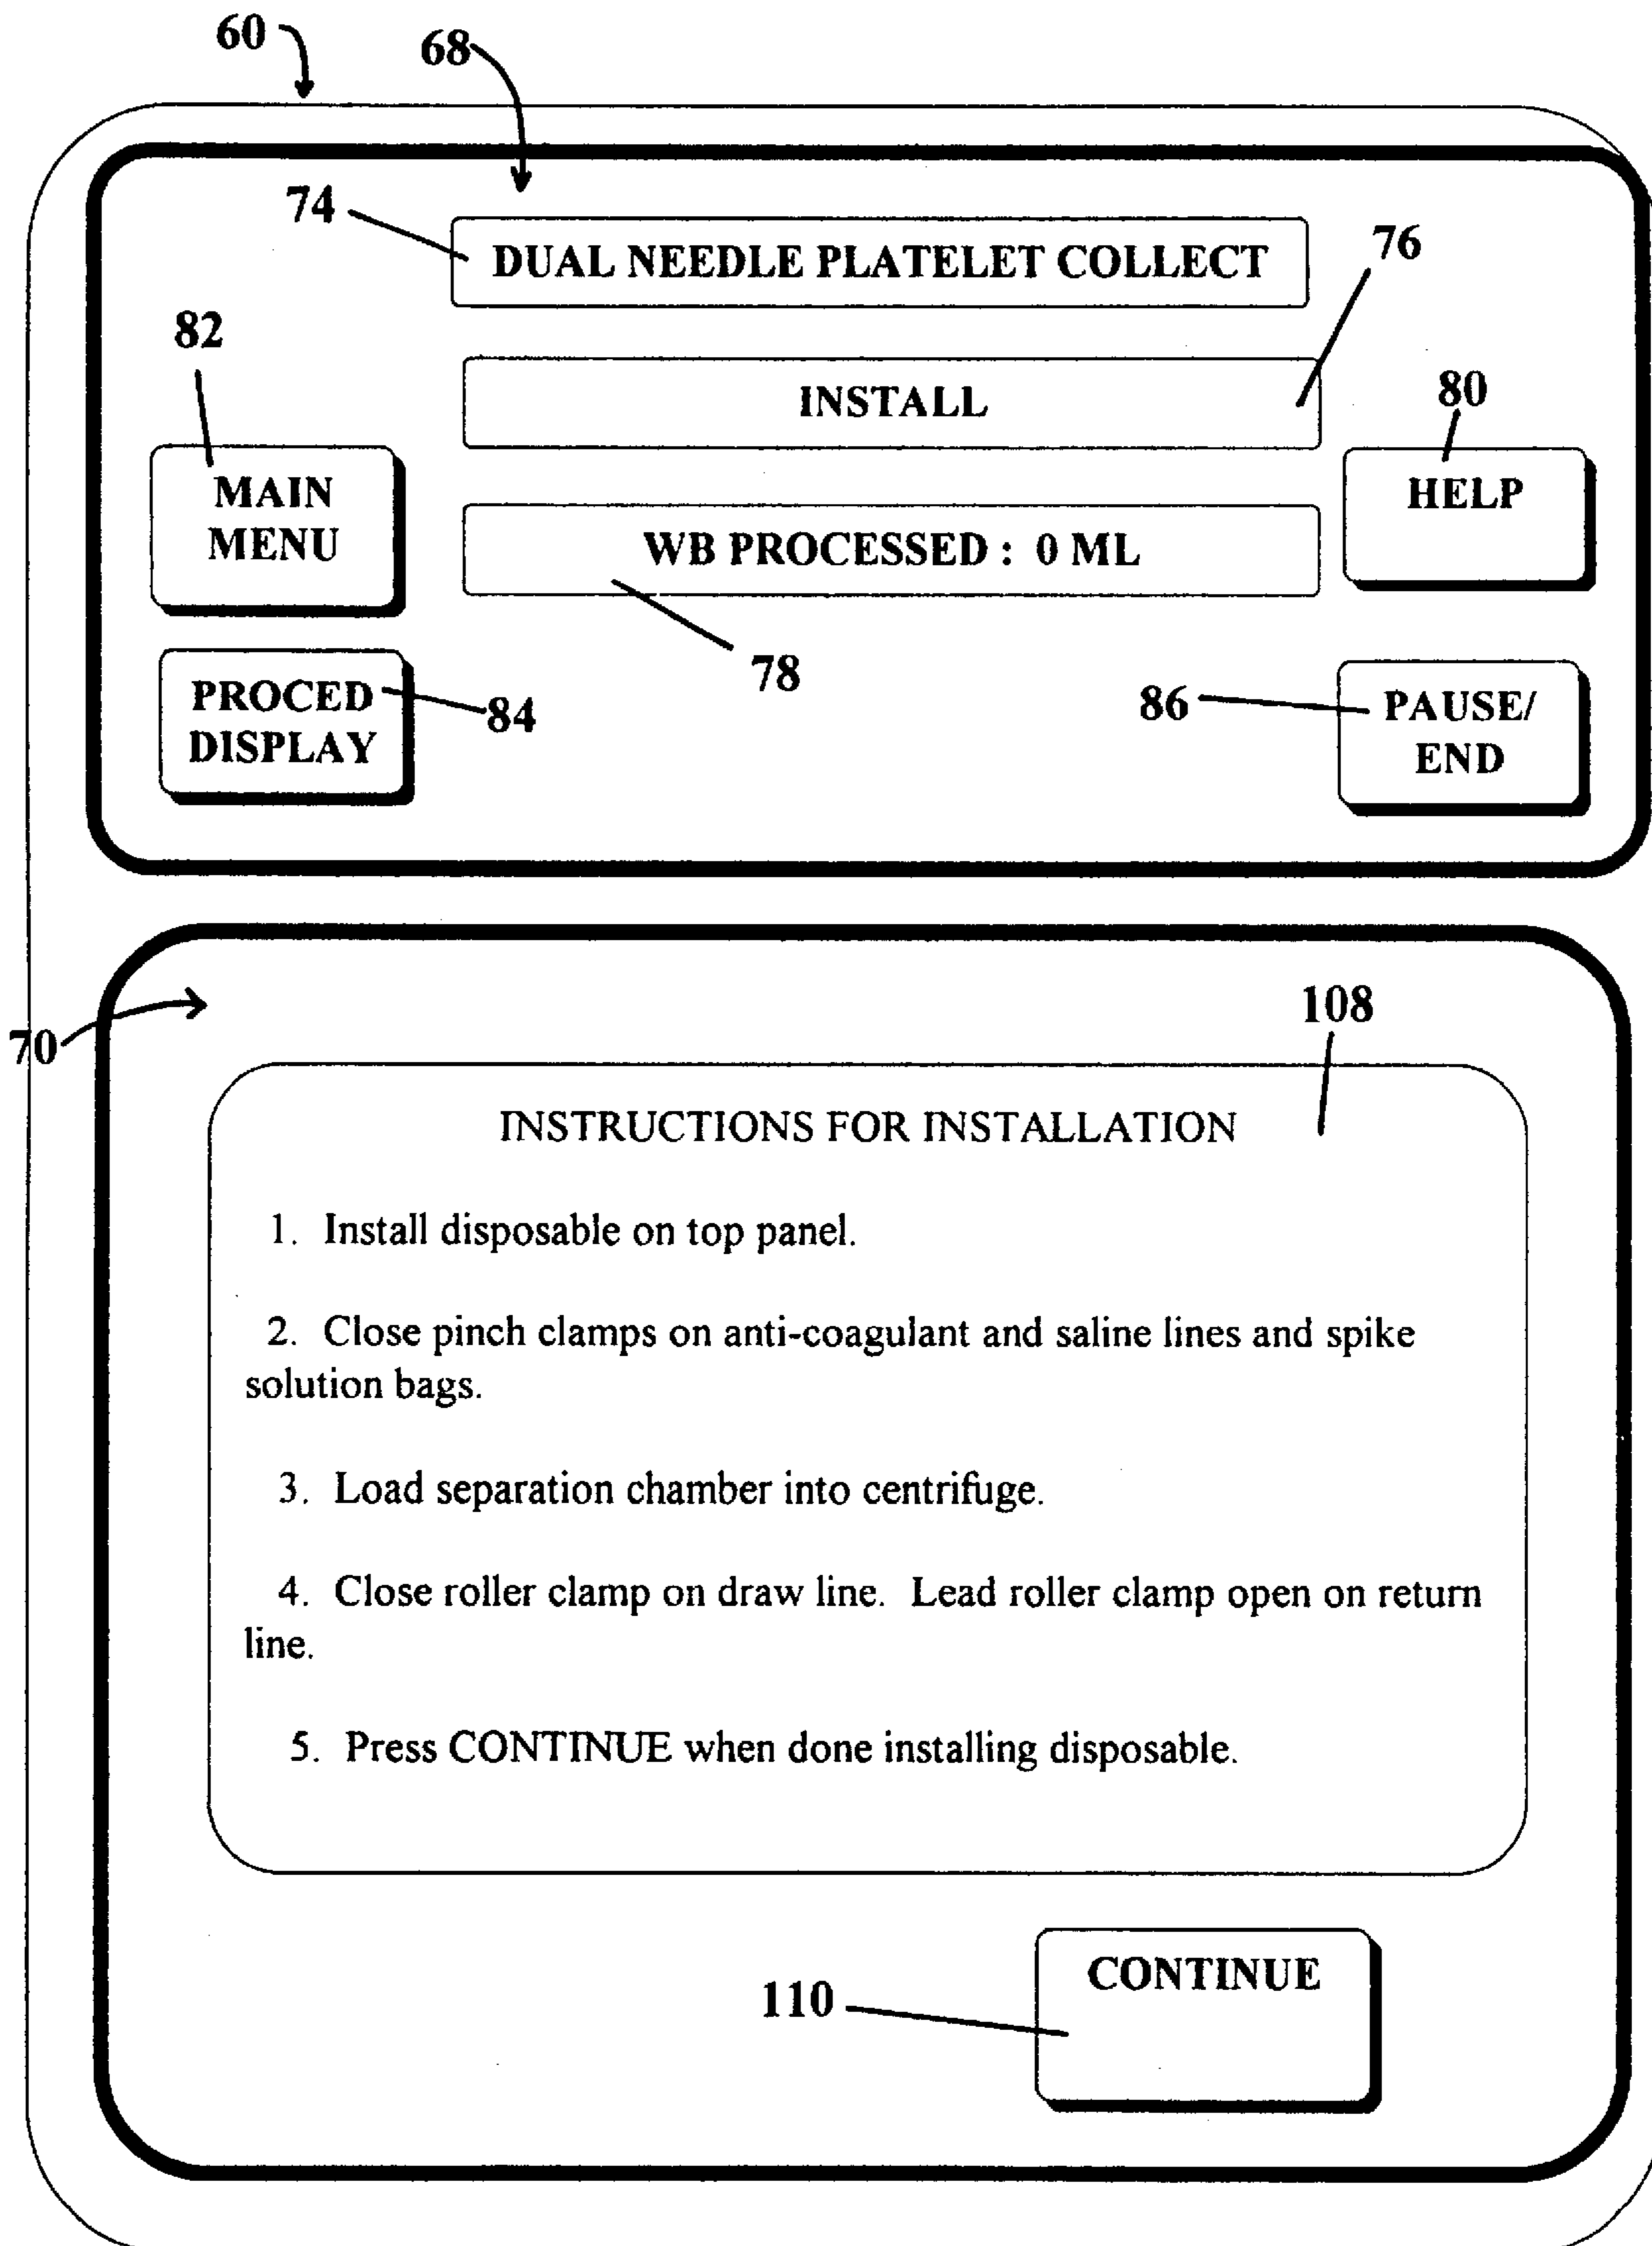 60
68
74
DUAL NEEDLE PLATELET COLLECT
76
82
INSTALL
80
MAIN
MENU
HELP
WB PROCESSED : 0 ML
78
PROCED
DISPLAY
84
86
PAUSE/
END
70
108
INSTRUCTIONS FOR INSTALLATION
1. Install disposable on top panel.
2. Close pinch clamps on anti-coagulant and saline lines and spike
solution bags.
3. Load separation chamber into centrifuge.
4. Close roller clamp on draw line. Lead roller clamp open on return
line.
5. Press CONTINUE when done installing disposable.
CONTINUE
110